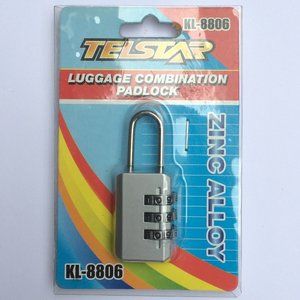 KL-8806
TELSTAR
LUGGAGE COMBINATION
PADLOCK
ZINC ALLOY
KL-8806